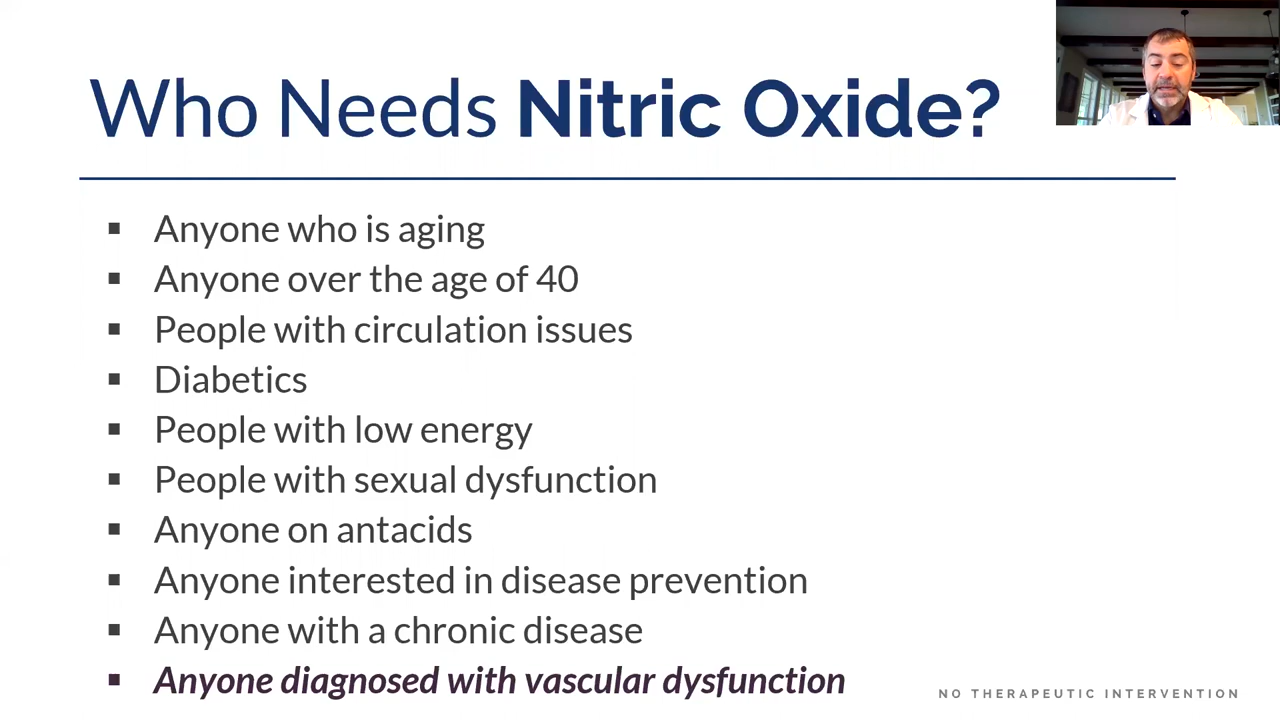 Who Needs Nitric Oxide?
▪ Anyone who is aging
▪ Anyone over the age of 40
▪ People with circulation issues
▪ Diabetics
▪ People with low energy
▪ People with sexual dysfunction
▪ Anyone on antacids
▪ Anyone interested in disease prevention
▪ Anyone with a chronic disease
▪ Anyone diagnosed with vascular dysfunction
NO THERAPEUTIC INTERVENTION